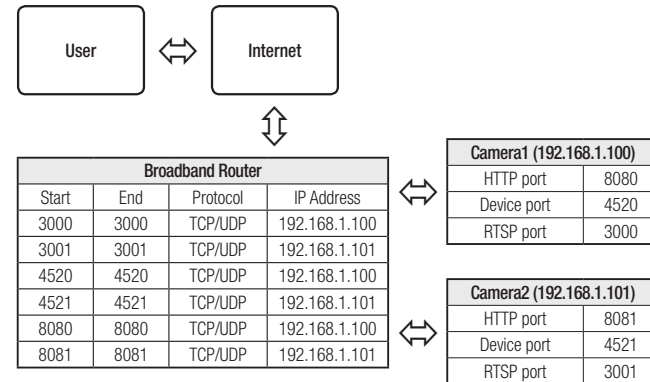 User
Internet
Broadband Router
Start End Protocol IP Address
3000 3000 TCP/UDP 192.168.1.100
3001 3001 TCP/UDP 192.168.1.101
4520 4520 TCP/UDP 192.168.1.100
4521 4521 TCP/UDP 192.168.1.101
8080 8080 TCP/UDP 192.168.1.100
8081 8081 TCP/UDP 192.168.1.101
Camera1 (192.168.1.100)
HTTP port 8080
Device port 4520
RTSP port 3000
Camera2 (192.168.1.101)
HTTP port 8081
Device port 4521
RTSP port 3001